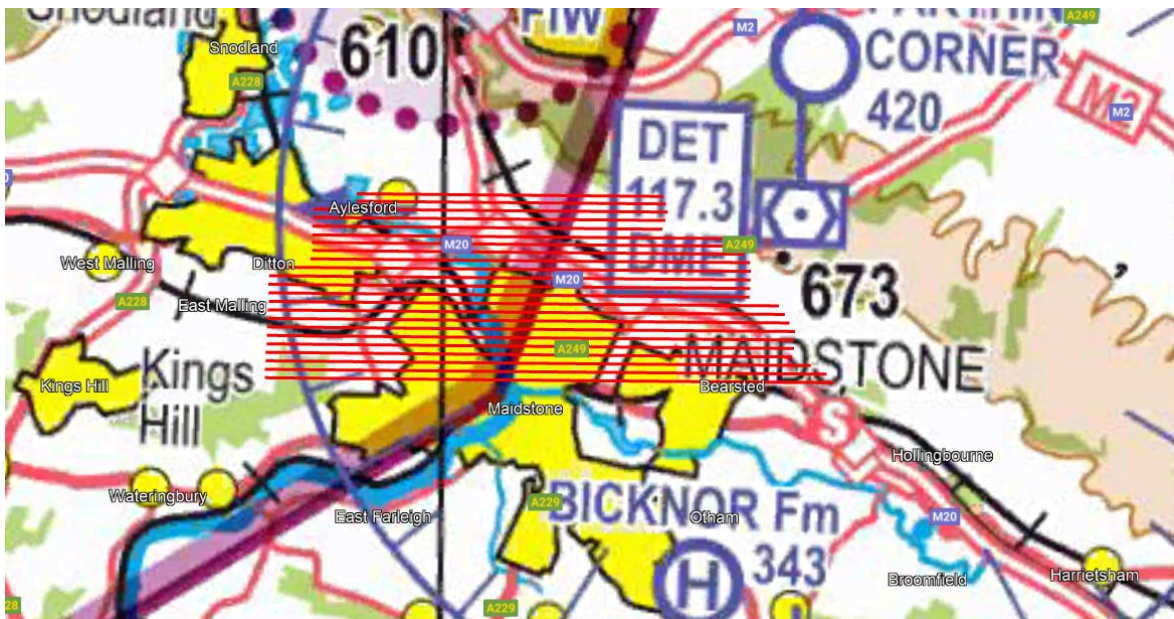 Snodland
FIW
M2
A249
Snodland
610
A228
CORNER
420
M2
M2
DET
117.3
DME
Aylesford
M20
A249
West Malling
Ditton
M20
673
A228
East Malling
A249
MAIDSTONE
Kings Hill
Kings
Hill
Bearsted
Maidstone
S
Hollingbourne
Wateringbury
A229
BICKNOR Fm
343
East Farleigh
Otham
M20
H
Broomfield
Harrietsham
A229